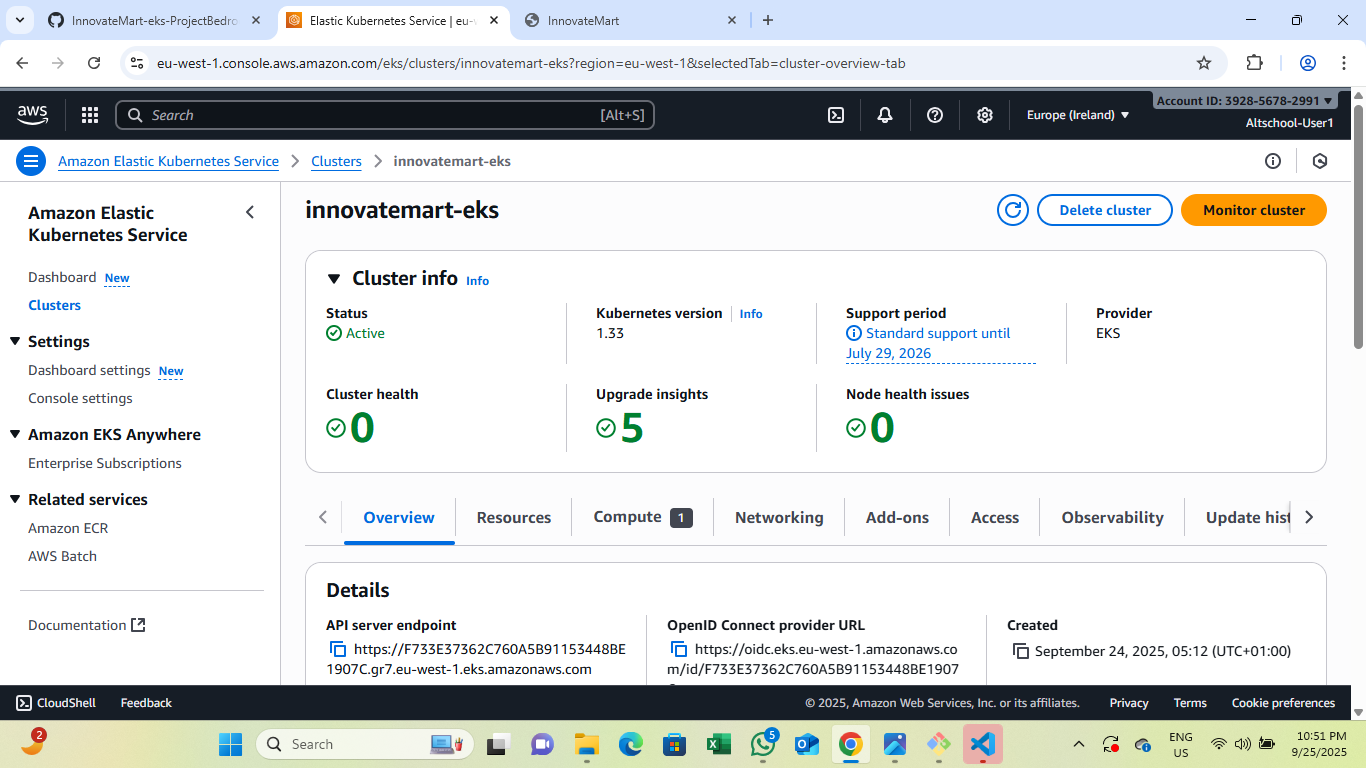 InnovateMart-eks-ProjectBedro
Elastic Kubernetes Service | eu-w
InnovateMart
eu-west-1.console.aws.amazon.com/eks/clusters/innovatemart-eks?region=eu-west-1&selectedTab=cluster-overview-tab
aws
Search
[Alt+S]
Europe (Ireland)
Account ID: 3928-5678-2991
Altschool-User1
Amazon Elastic Kubernetes Service
Clusters
innovatemart-eks
Amazon Elastic
Kubernetes Service
Dashboard New
Clusters
Settings
Dashboard settings New
Console settings
Amazon EKS Anywhere
Enterprise Subscriptions
Related services
Amazon ECR
AWS Batch
Documentation
innovatemart-eks
Delete cluster
Monitor cluster
Cluster info Info
Status
Active
Kubernetes version Info
1.33
Support period
Standard support until
July 29, 2026
Provider
EKS
Cluster health
0
Upgrade insights
5
Node health issues
0
Overview
Resources
Compute 1
Networking
Add-ons
Access
Observability
Update hist
Details
API server endpoint
https://F733E37362C760A5B91153448BE
1907C.gr7.eu-west-1.eks.amazonaws.com
OpenID Connect provider URL
https://oidc.eks.eu-west-1.amazonaws.co
m/id/F733E37362C760A5B91153448BE1907
Created
September 24, 2025, 05:12 (UTC+01:00)
CloudShell
Feedback
© 2025, Amazon Web Services, Inc. or its affiliates.
Privacy
Terms
Cookie preferences
2
Search
5
ENG
US
10:51 PM
9/25/2025